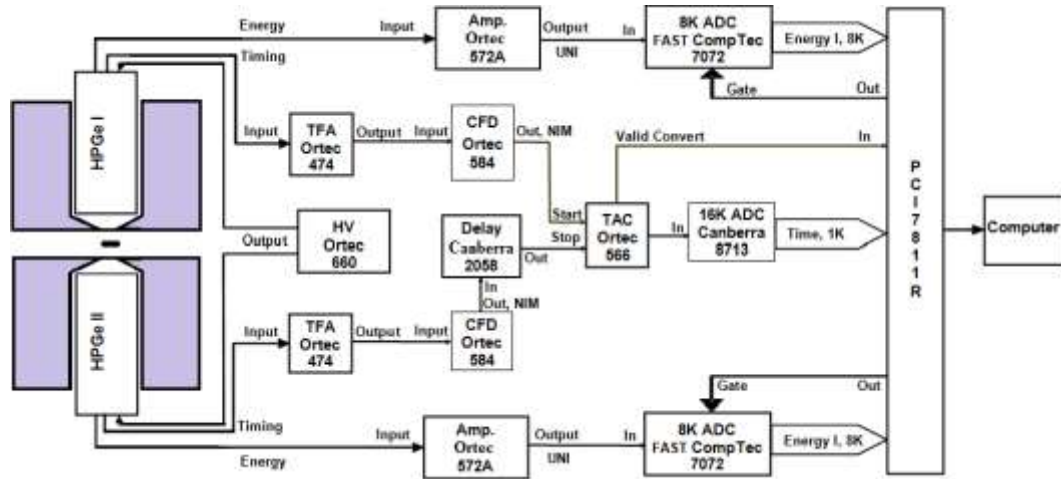 Energy
Input
Amp.
Ortec
572A
Output
UNI
In
8K ADC
FAST CompTec
7072
Energy I, 8K
Timing
Gate
Out
HPGe I
Input
TFA
Ortec
474
Output
Input
CFD
Ortec
584
Out, NIM
Valid Convert
In
HV
Ortec
660
Output
Delay
Canberra
2058
Out
Start
Stop
TAC
Ortec
566
In
16K ADC
Canberra
8713
Time, 1K
PCI7811R
Computer
In
Out, NIM
HPGe II
Input
TFA
Ortec
474
Output
Input
CFD
Ortec
584
Gate
Out
Timing
Energy
Input
Amp.
Ortec
572A
Output
UNI
In
8K ADC
FAST CompTec
7072
Energy I, 8K